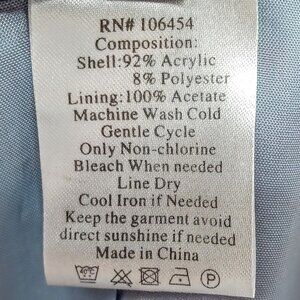 RN# 106454
Composition:
Shell:92% Acrylic
8% Polyester
Lining:100% Acetate
Machine Wash Cold
Gentle Cycle
Only Non-chlorine
Bleach When needed
Line Dry
Cool Iron if Needed
Keep the garment avoid
direct sunshine if needed
Made in China
40°C P